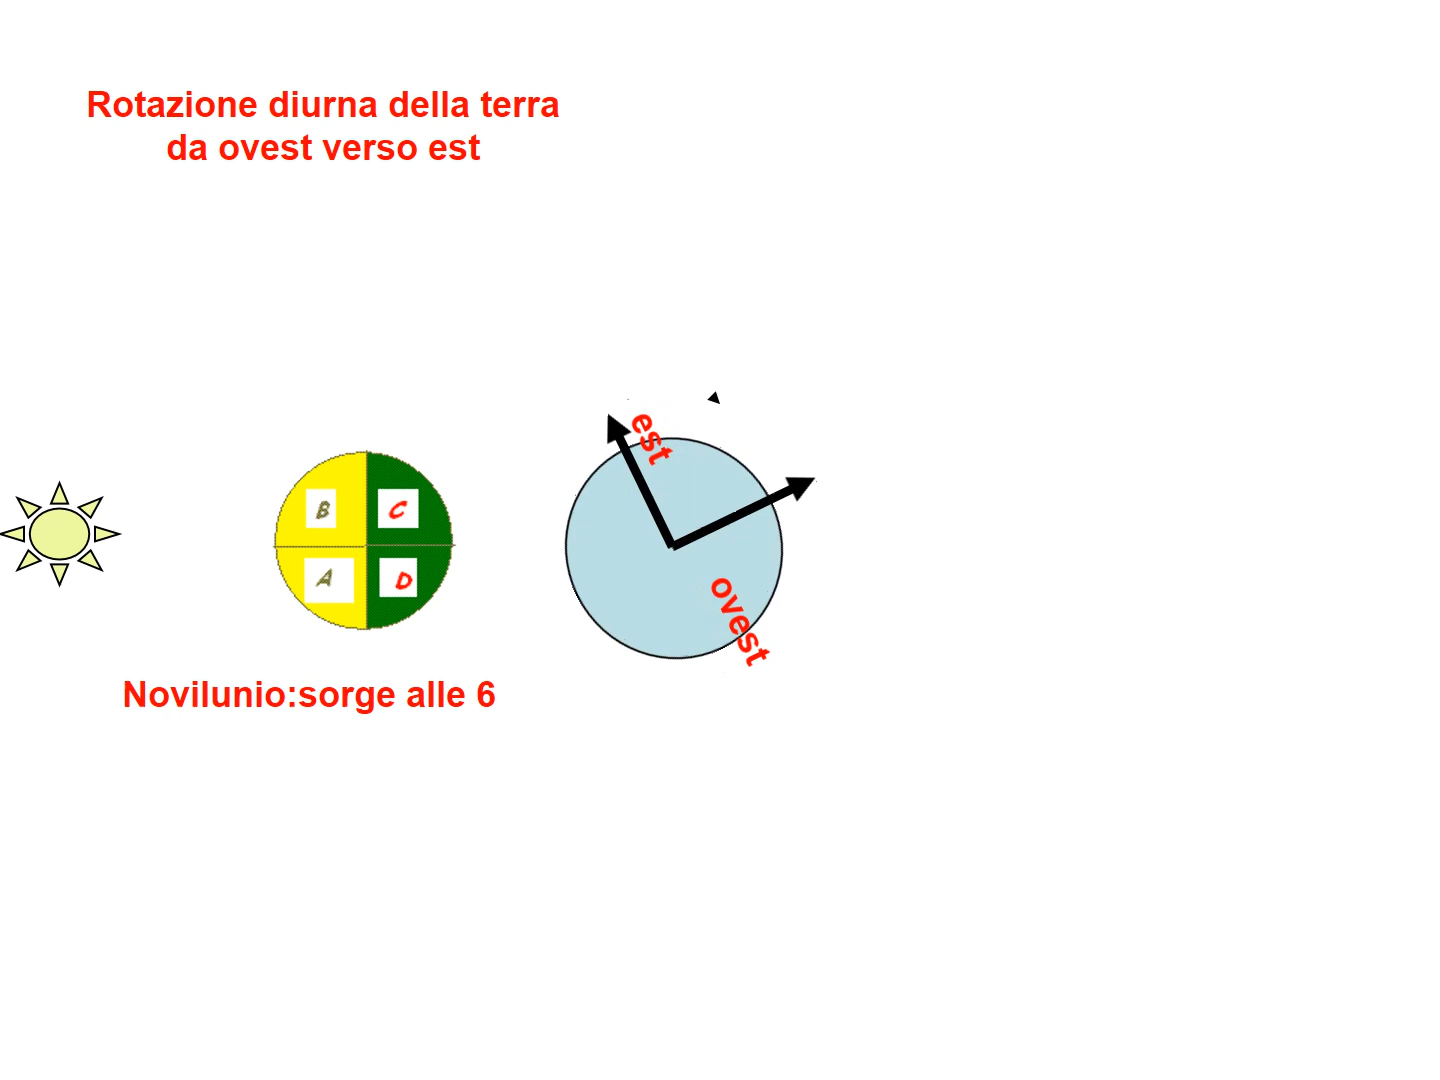 Rotazione diurna della terra
da ovest verso est
est
B
C
A
D
ovest
Novilunio:sorge alle 6